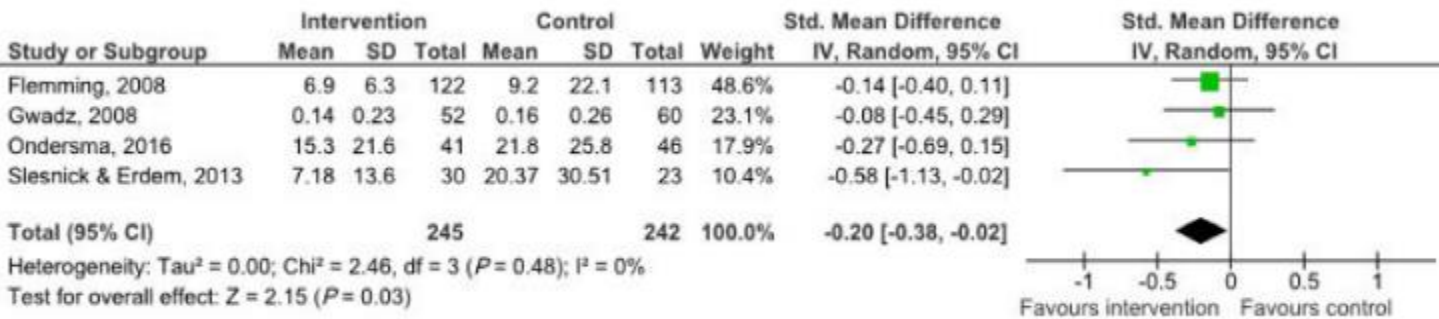 Intervention Control Std. Mean Difference Std. Mean Difference
Study or Subgroup Mean SD Total Mean SD Total Weight IV, Random, 95% CI IV, Random, 95% CI
Flemming, 2008 6.9 6.3 122 9.2 22.1 113 48.6% -0.14 [-0.40, 0.11]
Gwadz, 2008 0.14 0.23 52 0.16 0.26 60 23.1% -0.08 [-0.45, 0.29]
Ondersma, 2016 15.3 21.6 41 21.8 25.8 46 17.9% -0.27 [-0.69, 0.15]
Slesnick & Erdem, 2013 7.18 13.6 30 20.37 30.51 23 10.4% -0.58 [-1.13, -0.02]
Total (95% CI) 245 242 100.0% -0.20 [-0.38, -0.02]
Heterogeneity: Tau² = 0.00; Chi² = 2.46, df = 3 (P = 0.48); I² = 0%
Test for overall effect: Z = 2.15 (P = 0.03)
-1 -0.5 0 0.5 1
Favours intervention Favours control